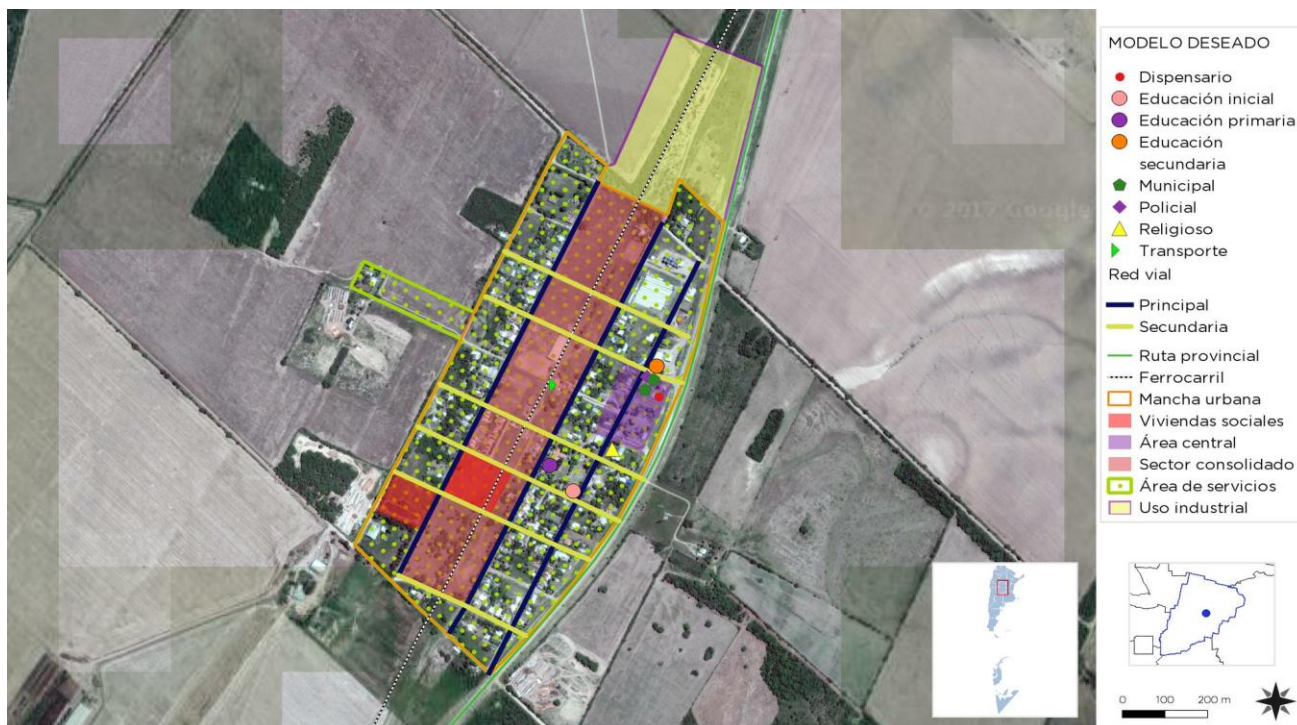 MODELO DESEADO
Dispensario
Educación inicial
Educación primaria
Educación
secundaria
Municipal
Policial
Religioso
Transporte
Red vial
Principal
Secundaria
Ruta provincial
Ferrocarril
Mancha urbana
Viviendas sociales
Área central
Sector consolidado
Área de servicios
Uso industrial
© 2017 Google
0 100 200 m